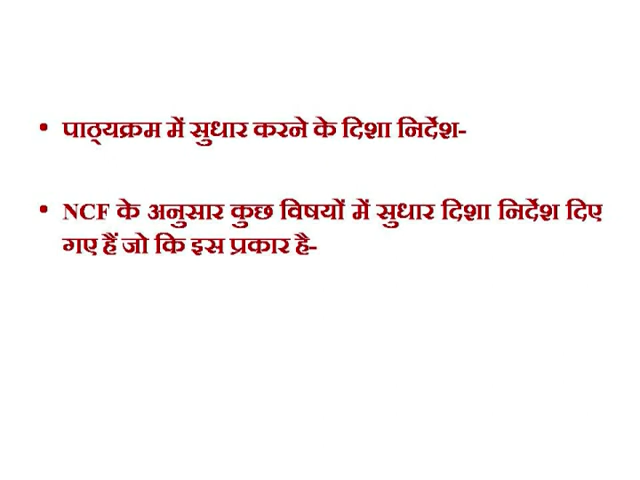 • पाठ्यक्रम में सुधार करने के दिशा निर्देश-
• NCF के अनुसार कुछ विषयों में सुधार दिशा निर्देश दिए
गए हैं जो कि इस प्रकार है-